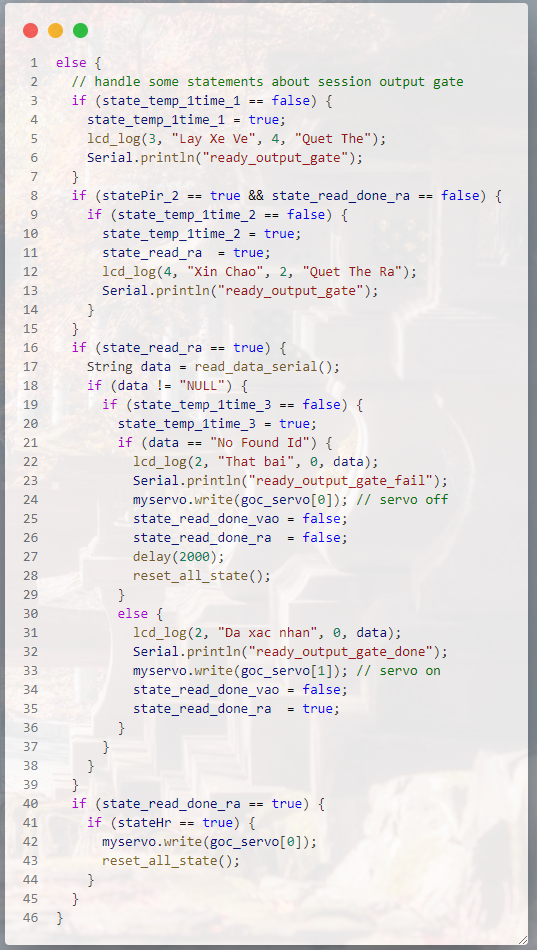 1 else {
2   // handle some statements about session output gate
3   if (state_temp_1time_1 == false) {
4     state_temp_1time_1 = true;
5     lcd_log(3, "Lay Xe Ve", 4, "Quet The");
6     Serial.println("ready_output_gate");
7   }
8   if (statePir_2 == true && state_read_done_ra == false) {
9     if (state_temp_1time_2 == false) {
10       state_temp_1time_2 = true;
11       state_read_ra  = true;
12       lcd_log(4, "Xin Chao", 2, "Quet The Ra");
13       Serial.println("ready_output_gate");
14     }
15   }
16   if (state_read_ra == true) {
17     String data = read_data_serial();
18     if (data != "NULL") {
19       if (state_temp_1time_3 == false) {
20         state_temp_1time_3 = true;
21         if (data == "No Found Id") {
22           lcd_log(2, "That bai", 0, data);
23           Serial.println("ready_output_gate_fail");
24           myservo.write(goc_servo[0]); // servo off
25           state_read_done_vao = false;
26           state_read_done_ra  = false;
27           delay(2000);
28           reset_all_state();
29         }
30         else {
31           lcd_log(2, "Da xac nhan", 0, data);
32           Serial.println("ready_output_gate_done");
33           myservo.write(goc_servo[1]); // servo on
34           state_read_done_vao = false;
35           state_read_done_ra  = true;
36         }
37       }
38     }
39   }
40   if (state_read_done_ra == true) {
41     if (stateHr == true) {
42       myservo.write(goc_servo[0]);
43       reset_all_state();
44     }
45   }
46 }